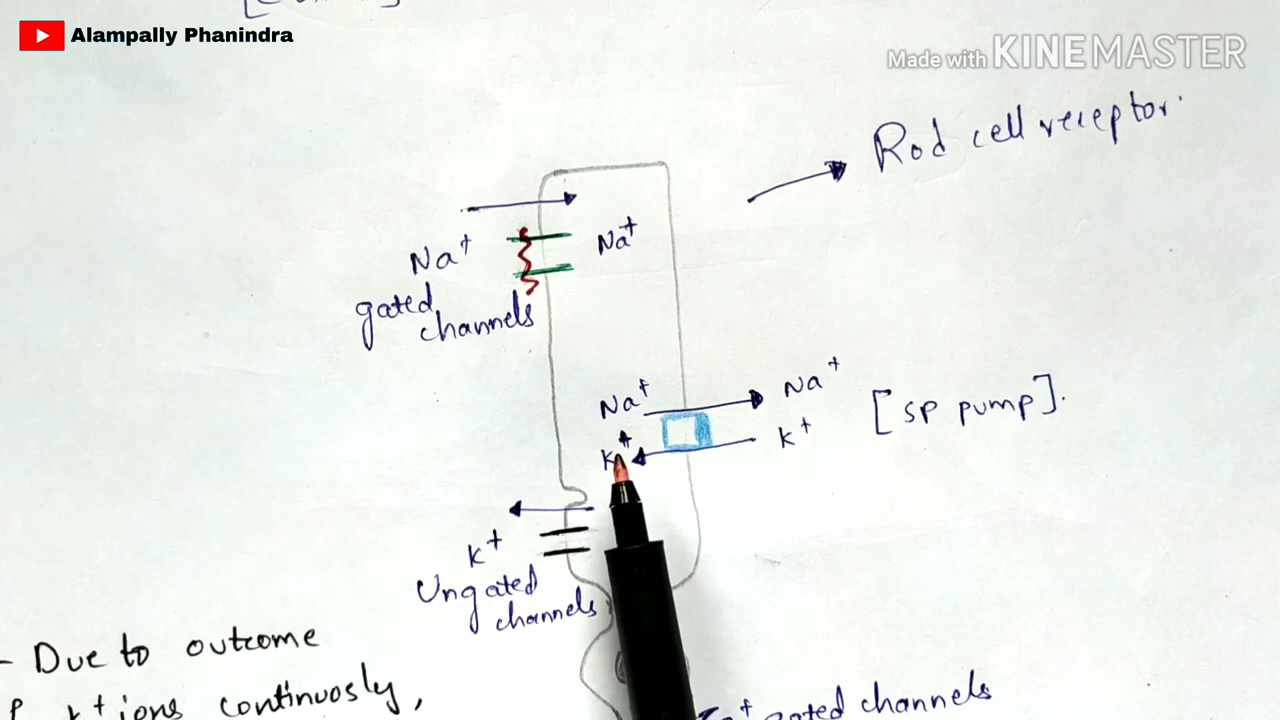 Alampally Phanindra
Made with KINEMASTER
Rod cell receptor
Na⁺
Na⁺
gated
channels
Na⁺
Na⁺
K⁺
K⁺
[SP pump].
K⁺
Ungated
channels
- Due to outcome
continuosly,
gated channels